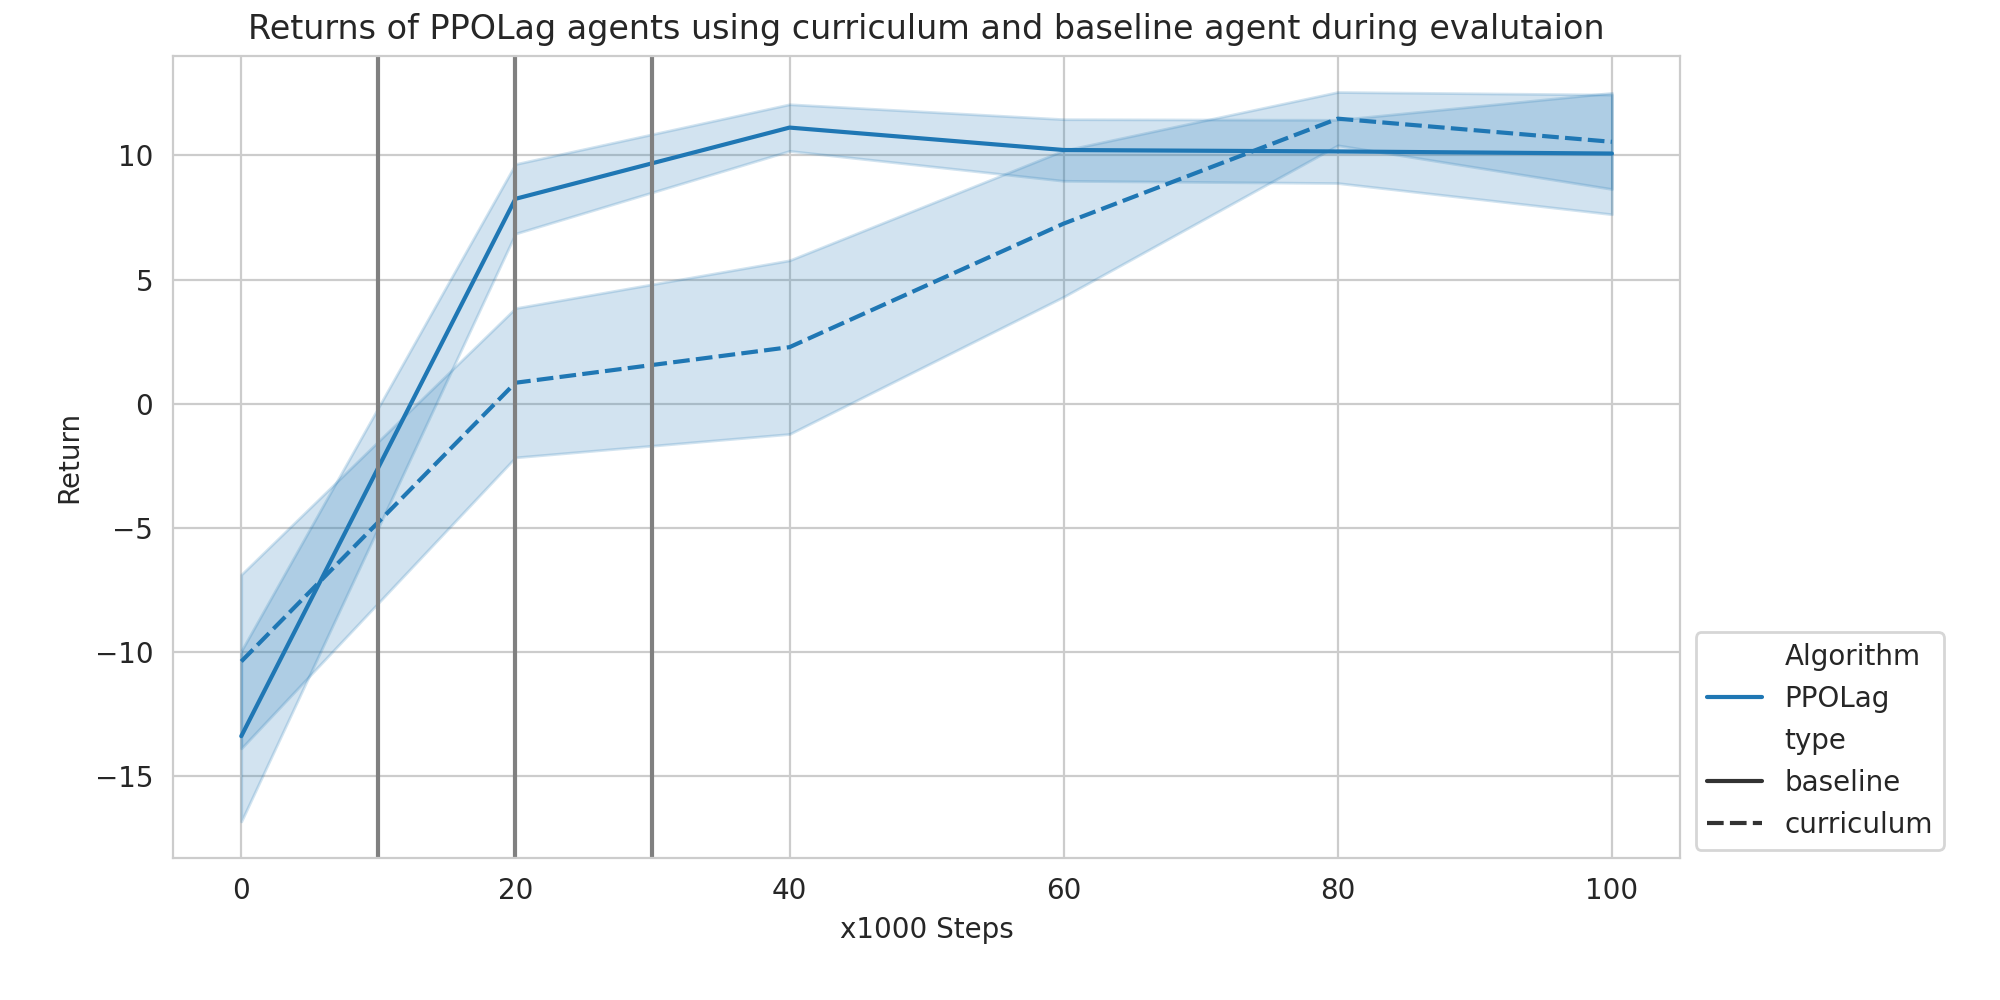 Returns of PPOLag agents using curriculum and baseline agent during evalutaion
10
5
0
−5
−10
−15
Return
0 20 40 60 80 100
x1000 Steps
Algorithm
PPOLag
type
baseline
curriculum